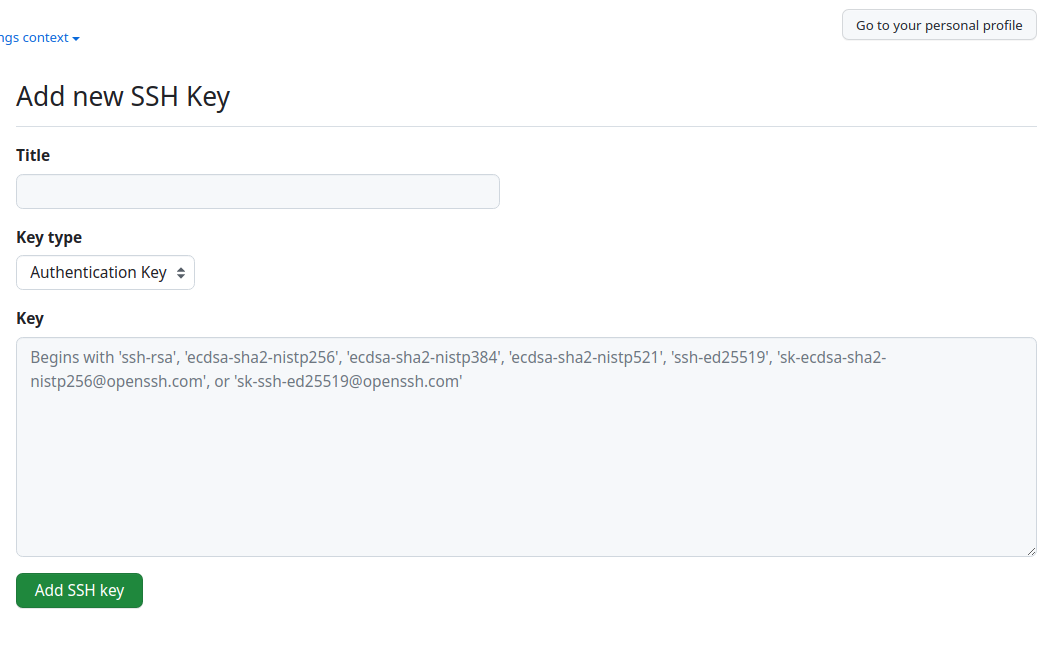 Go to your personal profile
ngs context
Add new SSH Key
Title
Key type
Authentication Key
Key
Begins with 'ssh-rsa', 'ecdsa-sha2-nistp256', 'ecdsa-sha2-nistp384', 'ecdsa-sha2-nistp521', 'ssh-ed25519', 'sk-ecdsa-sha2-
nistp256@openssh.com', or 'sk-ssh-ed25519@openssh.com'
Add SSH key